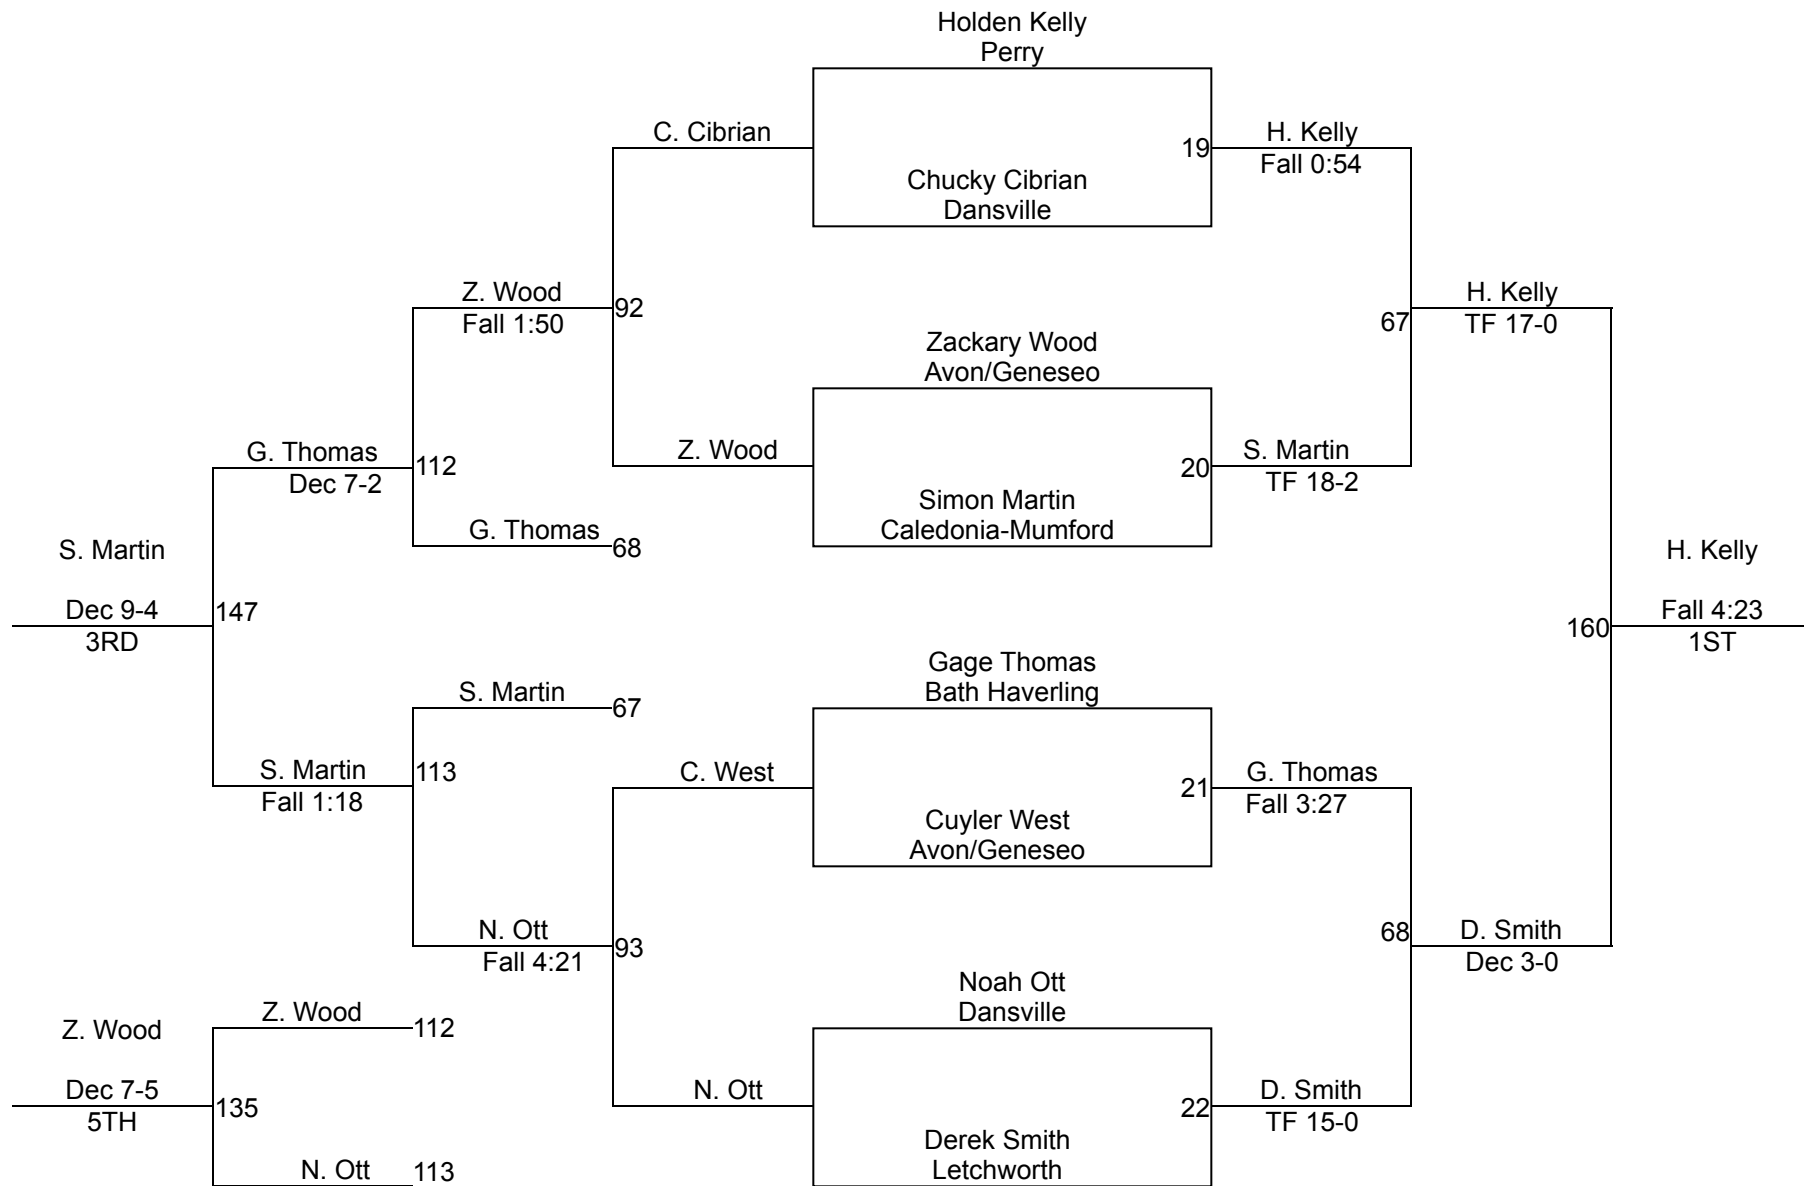 Holden Kelly
Perry
C. Cibrian
19
H. Kelly
Fall 0:54
Chucky Cibrian
Dansville
Z. Wood
Fall 1:50
92
67
H. Kelly
TF 17-0
Zackary Wood
Avon/Geneseo
G. Thomas
Dec 7-2
112
Z. Wood
20
S. Martin
TF 18-2
Simon Martin
Caledonia-Mumford
G. Thomas
68
S. Martin
Dec 9-4
3RD
147
H. Kelly
Fall 4:23
1ST
160
Gage Thomas
Bath Haverling
S. Martin
67
S. Martin
Fall 1:18
113
C. West
21
G. Thomas
Fall 3:27
Cuyler West
Avon/Geneseo
N. Ott
Fall 4:21
93
68
D. Smith
Dec 3-0
Noah Ott
Dansville
Z. Wood
112
Z. Wood
Dec 7-5
5TH
135
N. Ott
22
D. Smith
TF 15-0
Derek Smith
Letchworth
N. Ott
113